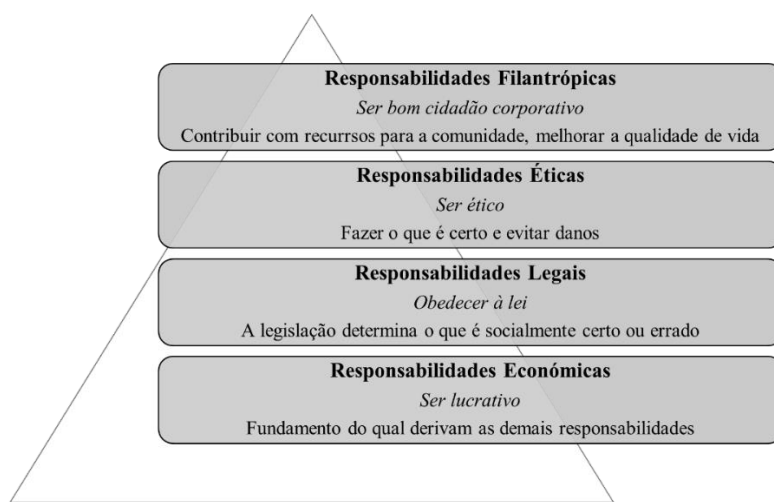 Responsabilidades Filantrópicas
Ser bom cidadão corporativo
Contribuir com recurrsos para a comunidade, melhorar a qualidade de vida
Responsabilidades Éticas
Ser ético
Fazer o que é certo e evitar danos
Responsabilidades Legais
Obedecer à lei
A legislação determina o que é socialmente certo ou errado
Responsabilidades Económicas
Ser lucrativo
Fundamento do qual derivam as demais responsabilidades